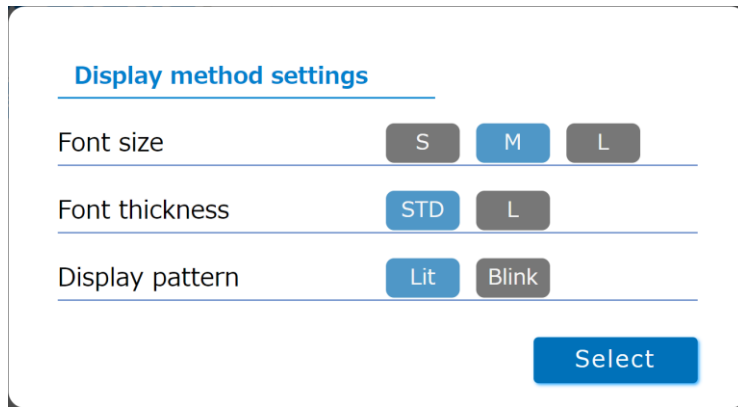 Display method settings
Font size S M L
Font thickness STD L
Display pattern Lit Blink
Select